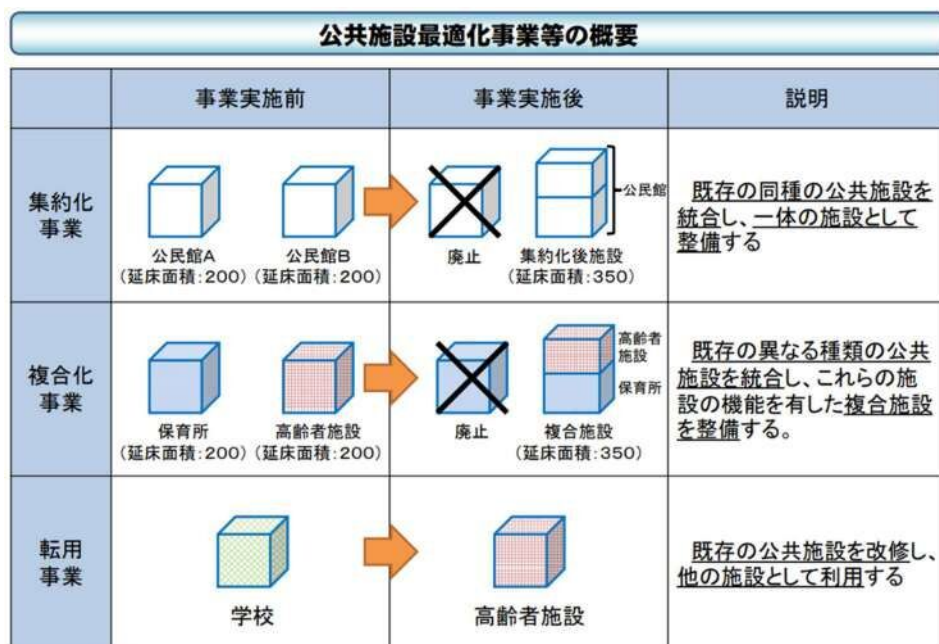 公共施設最適化事業等の概要
事業実施前
事業実施後
説明
集約化
事業
公民館A
(延床面積:200)
公民館B
(延床面積:200)
廃止
公民館
集約化後施設
(延床面積:350)
既存の同種の公共施設を
統合し、一体の施設として
整備する
複合化
事業
保育所
(延床面積:200)
高齢者施設
(延床面積:200)
廃止
高齢者
施設
保育所
複合施設
(延床面積:350)
既存の異なる種類の公共
施設を統合し、これらの施
設の機能を有した複合施設
を整備する。
転用
事業
学校
高齢者施設
既存の公共施設を改修し、
他の施設として利用する